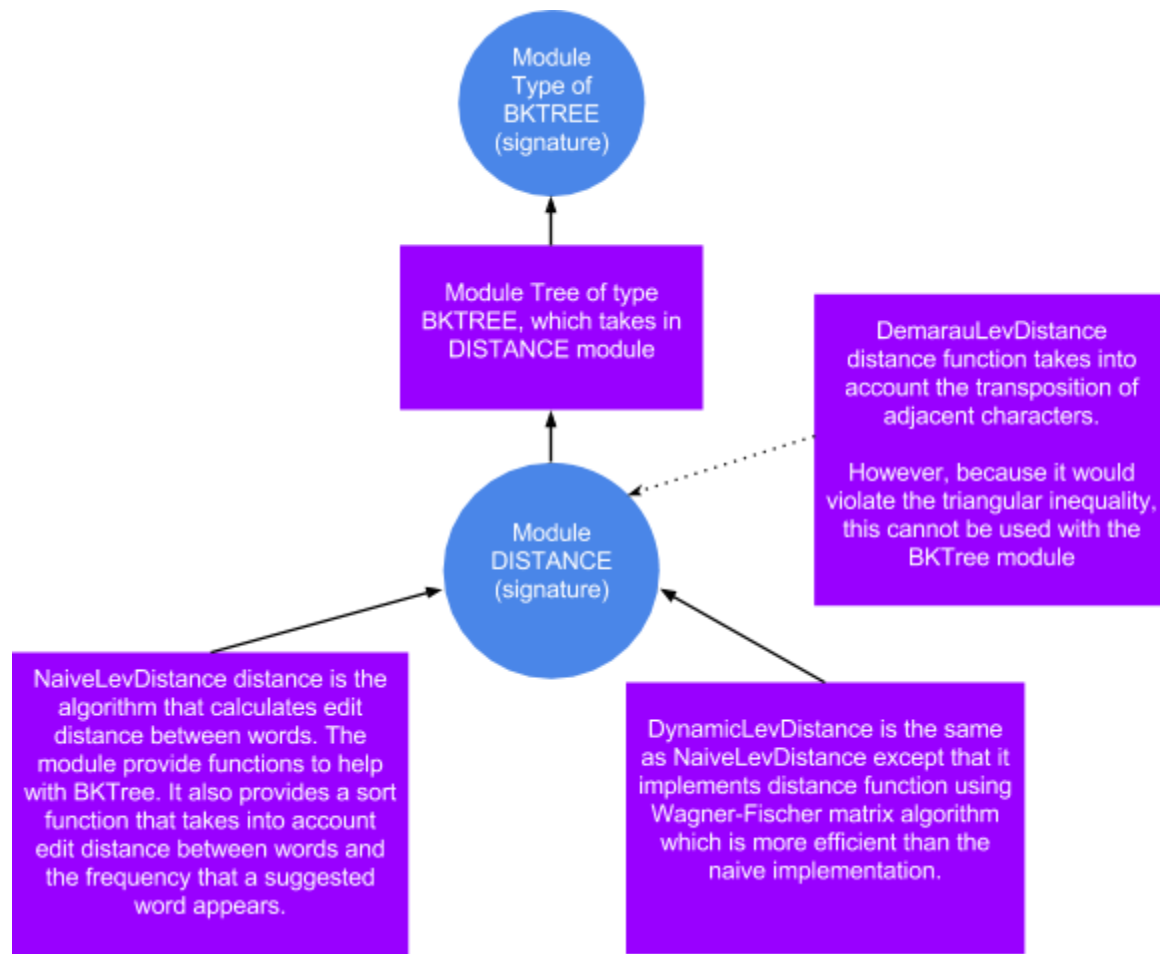 Module
Type of
BKTREE
(signature)
Module Tree of type
BKTREE, which takes in
DISTANCE module
DemarauLevDistance
distance function takes into
account the transposition of
adjacent characters.
However, because it would
violate the triangular inequality,
this cannot be used with the
BKTree module
Module
DISTANCE
(signature)
NaiveLevDistance distance is the
algorithm that calculates edit
distance between words. The
module provide functions to help
with BKTree. It also provides a sort
function that takes into account
edit distance between words and
the frequency that a suggested
word appears.
DynamicLevDistance is the same
as NaiveLevDistance except that it
implements distance function using
Wagner-Fischer matrix algorithm
which is more efficient than the
naive implementation.